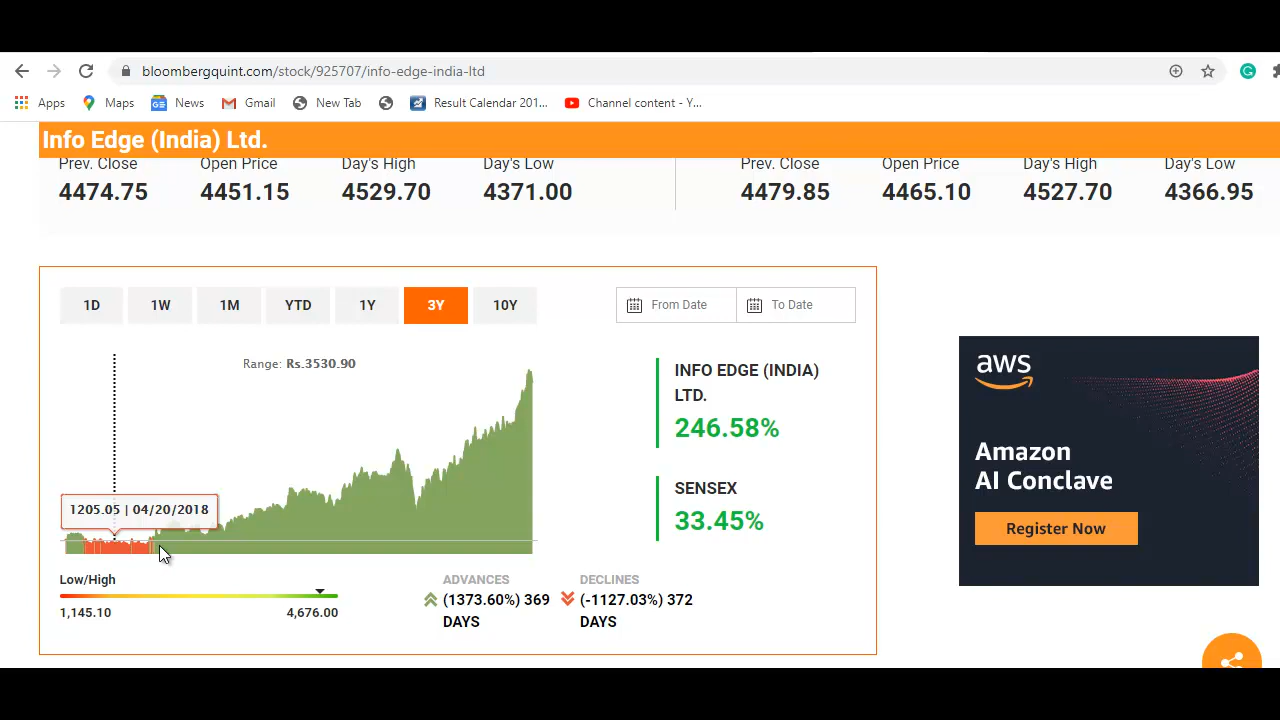 bloombergquint.com/stock/925707/info-edge-india-ltd
Apps Maps News Gmail New Tab Result Calendar 201... Channel content - Y...
Info Edge (India) Ltd.
Prev. Close Open Price Day's High Day's Low Prev. Close Open Price Day's High Day's Low
4474.75 4451.15 4529.70 4371.00 4479.85 4465.10 4527.70 4366.95
1D 1W 1M YTD 1Y 3Y 10Y From Date To Date
Range: Rs.3530.90
1205.05 | 04/20/2018
INFO EDGE (INDIA)
LTD.
246.58%
SENSEX
33.45%
Low/High
1,145.10 4,676.00
ADVANCES
(1373.60%) 369
DAYS
DECLINES
(-1127.03%) 372
DAYS
aws
Amazon
AI Conclave
Register Now